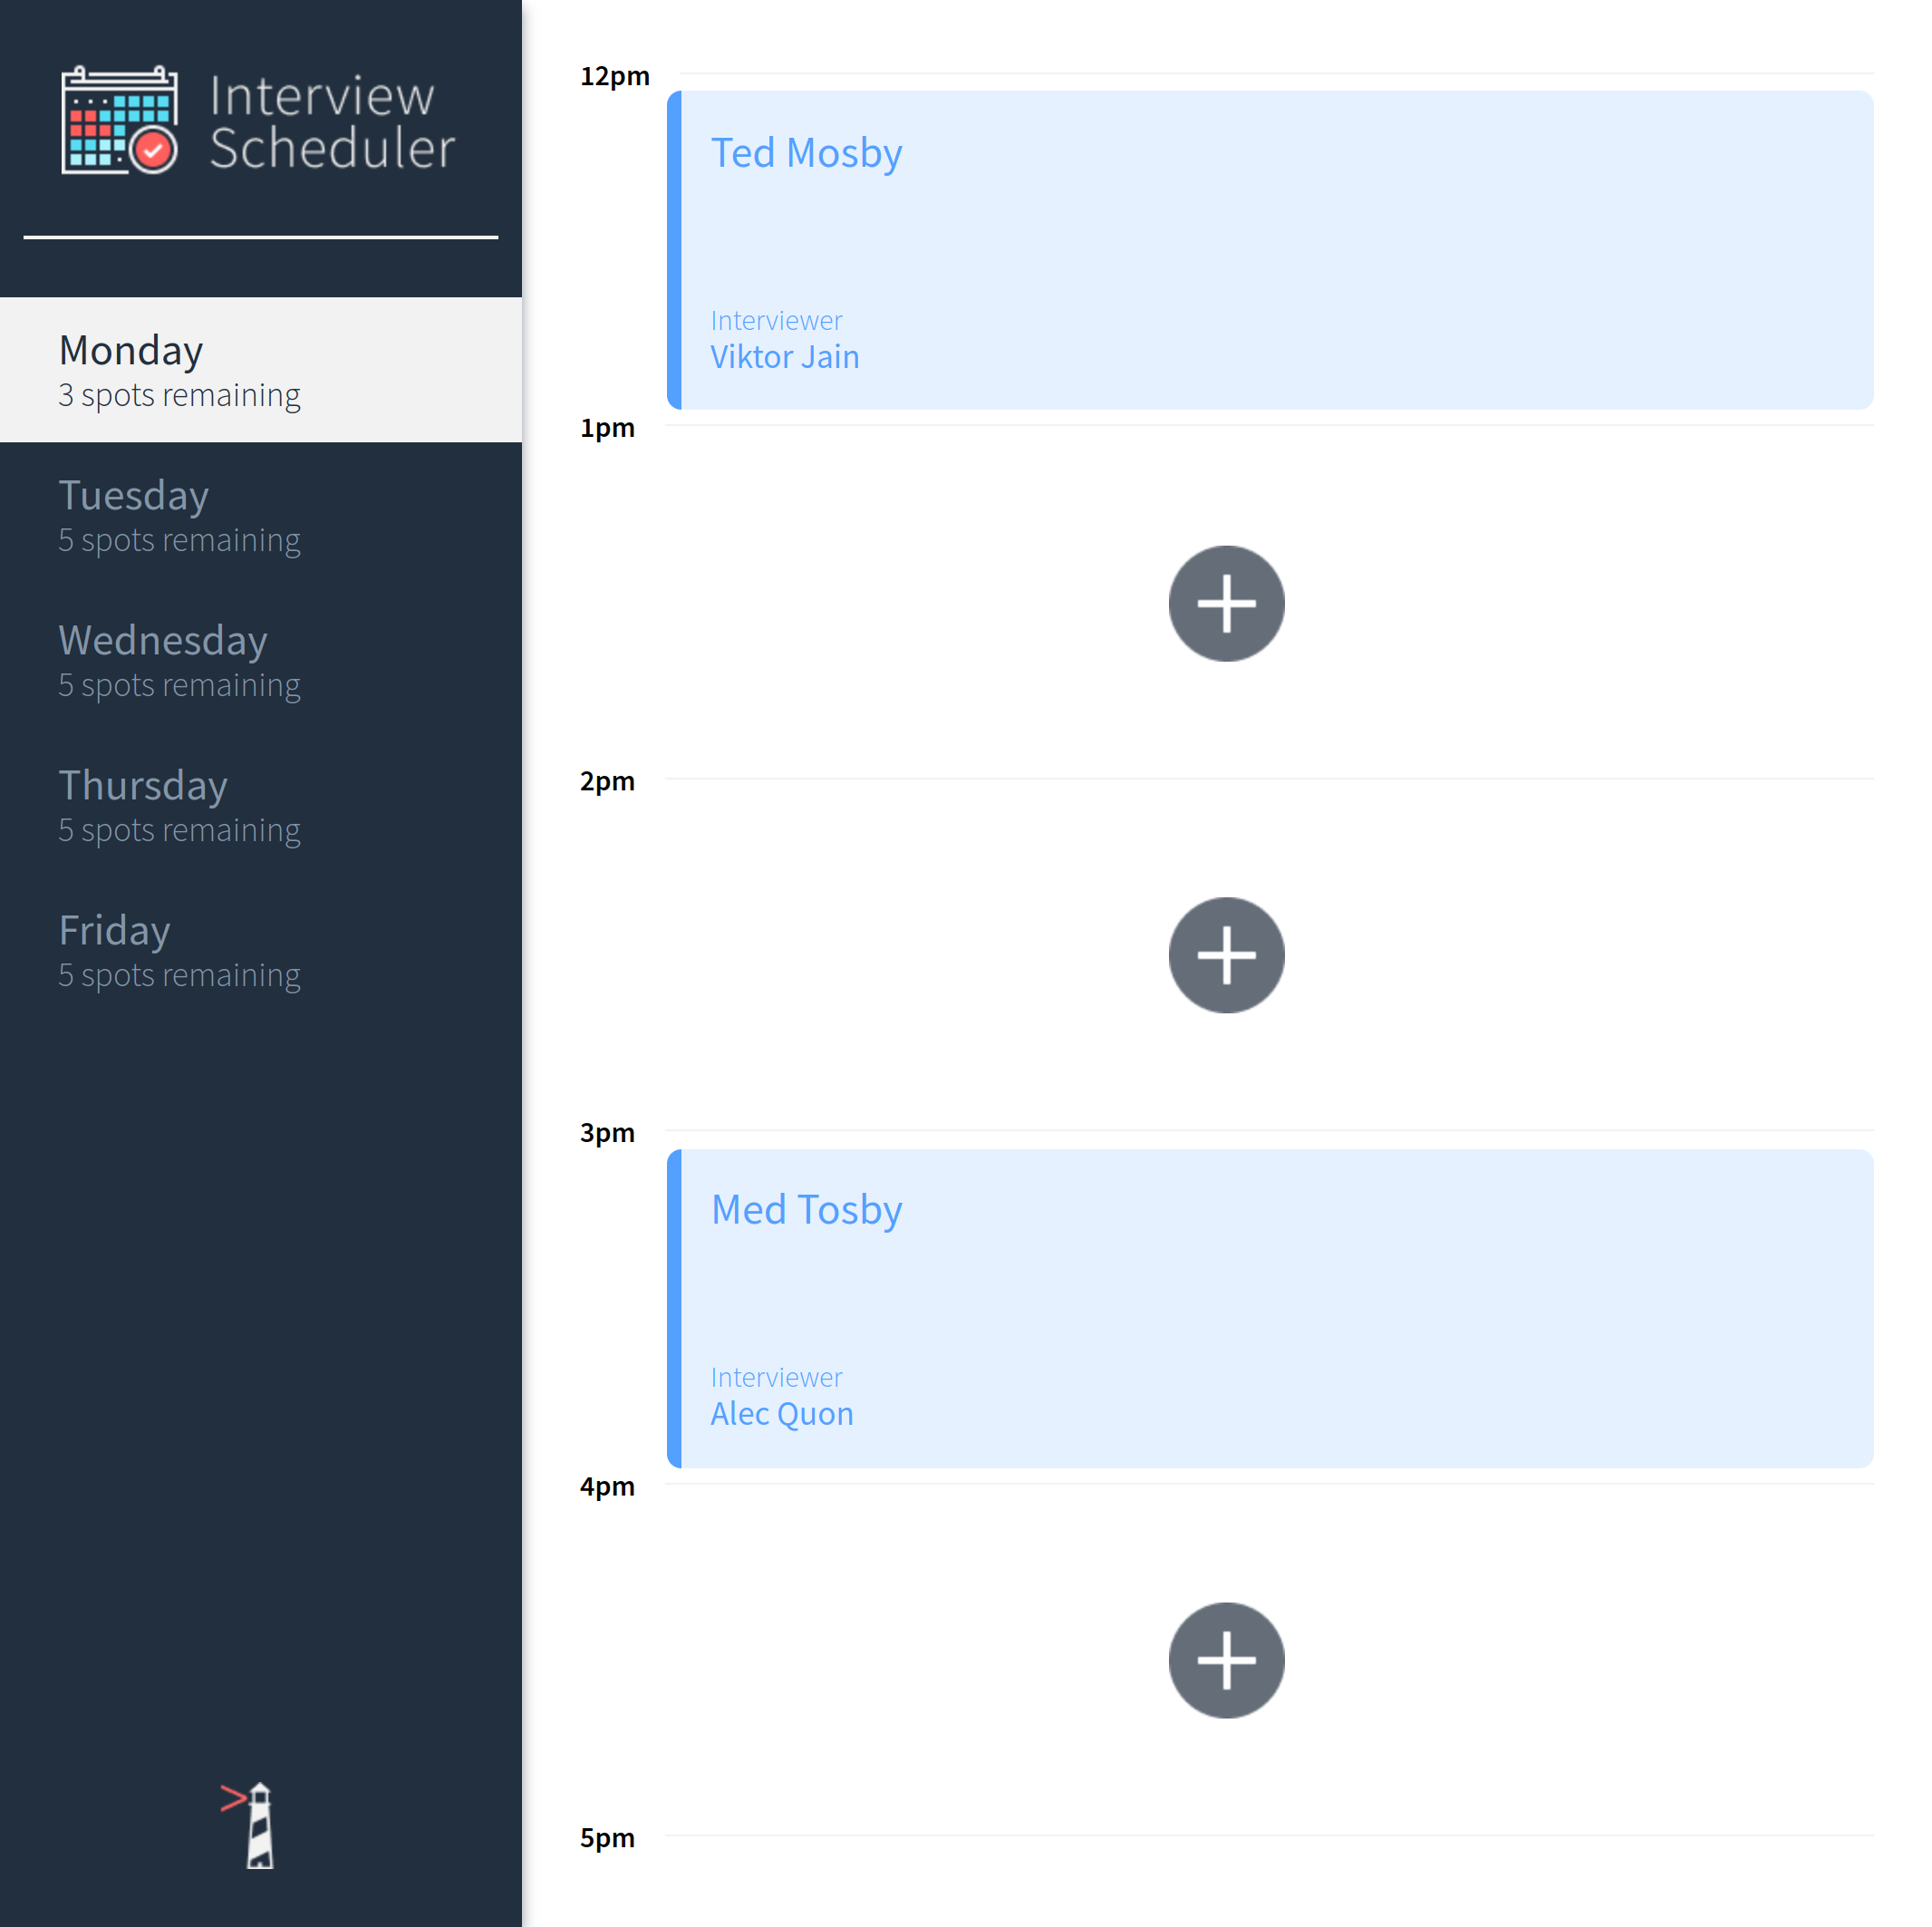 Interview
Scheduler
Monday
3 spots remaining
Tuesday
5 spots remaining
Wednesday
5 spots remaining
Thursday
5 spots remaining
Friday
5 spots remaining
12pm
Ted Mosby
Interviewer
Viktor Jain
1pm
2pm
3pm
Med Tosby
Interviewer
Alec Quon
4pm
5pm